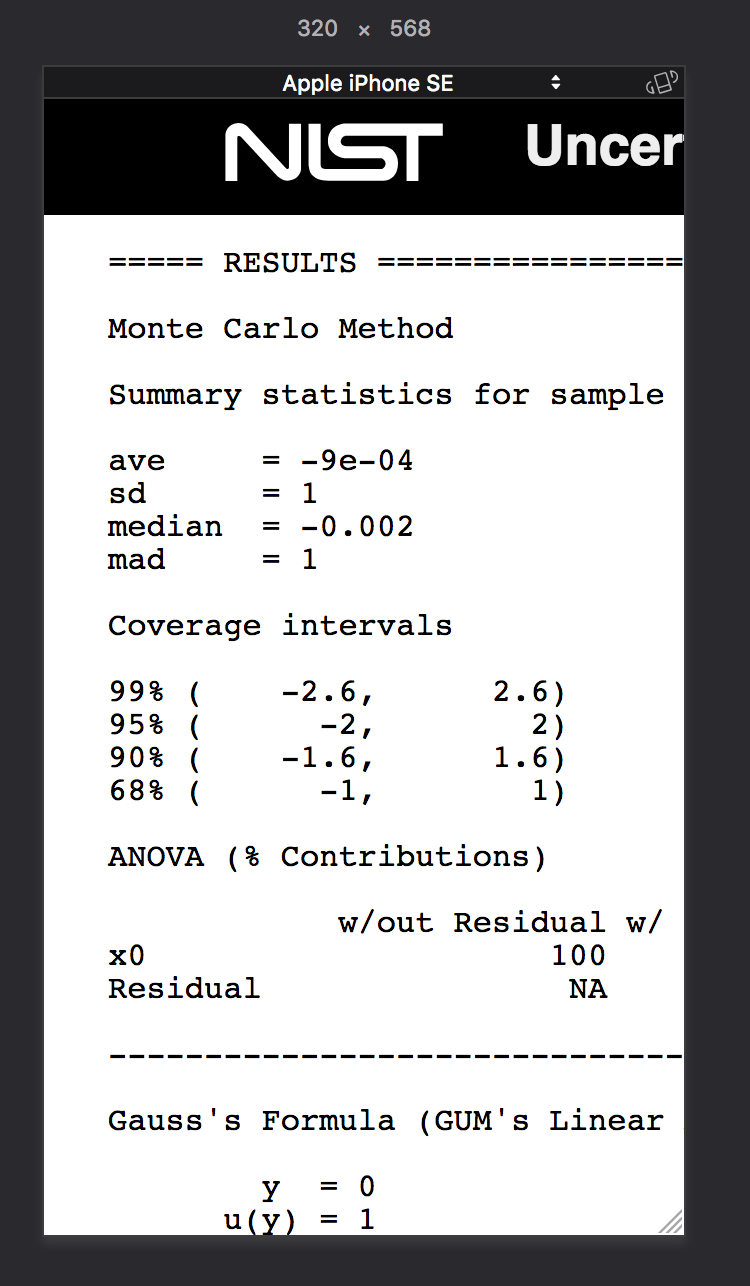 320 × 568
Apple iPhone SE
NIST Uncer
===== RESULTS ================
Monte Carlo Method
Summary statistics for sample
ave     = -9e-04
sd      = 1
median  = -0.002
mad     = 1
Coverage intervals
99% (    -2.6,      2.6)
95% (      -2,        2)
90% (    -1.6,      1.6)
68% (      -1,        1)
ANOVA (% Contributions)
w/out Residual w/
x0                     100
Residual                NA
------------------------------
Gauss's Formula (GUM's Linear
y  = 0
u(y) = 1